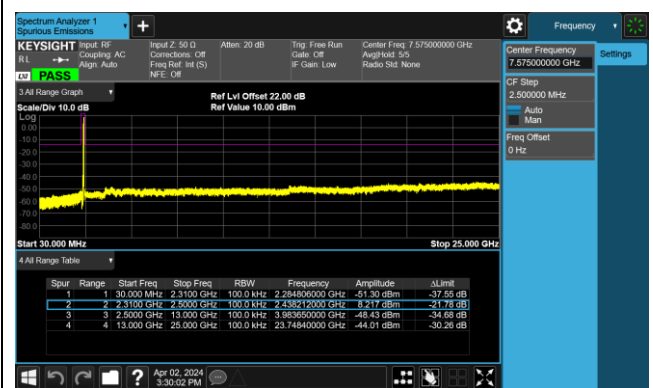 Spectrum Analyzer 1
Spurious Emissions
+
Frequency
KEYSIGHT Input: RF Input Z: 50 Ω Atten: 20 dB Trig: Free Run Center Freq: 7.575000000 GHz
RL Coupling: AC Corrections: Off Gate: Off Avg|Hold: 5/5
Align: Auto Freq Ref: Int (S) IF Gain: Low Radio Std: None
NFE: Off
LXI PASS
Center Frequency
7.575000000 GHz
Settings
CF Step
2.500000 MHz
Auto
Man
Freq Offset
0 Hz
3 All Range Graph
Ref Lvl Offset 22.00 dB
Scale/Div 10.0 dB Ref Value 10.00 dBm
Log
0.00
-10.0
-20.0
-30.0
-40.0
-50.0
-60.0
-70.0
-80.0
Start 30.000 MHz Stop 25.000 GHz
4 All Range Table
Spur Range Start Freq Stop Freq RBW Frequency Amplitude ΔLimit
1 1 30.000 MHz 2.3100 GHz 100.0 kHz 2.284806000 GHz -51.30 dBm -37.55 dB
2 2 2.3100 GHz 2.5000 GHz 100.0 kHz 2.438212000 GHz 8.217 dBm -21.78 dB
3 3 2.5000 GHz 13.000 GHz 100.0 kHz 3.983650000 GHz -48.43 dBm -34.68 dB
4 4 13.000 GHz 25.000 GHz 100.0 kHz 23.74840000 GHz -44.01 dBm -30.26 dB
? Apr 02, 2024
3:30:02 PM